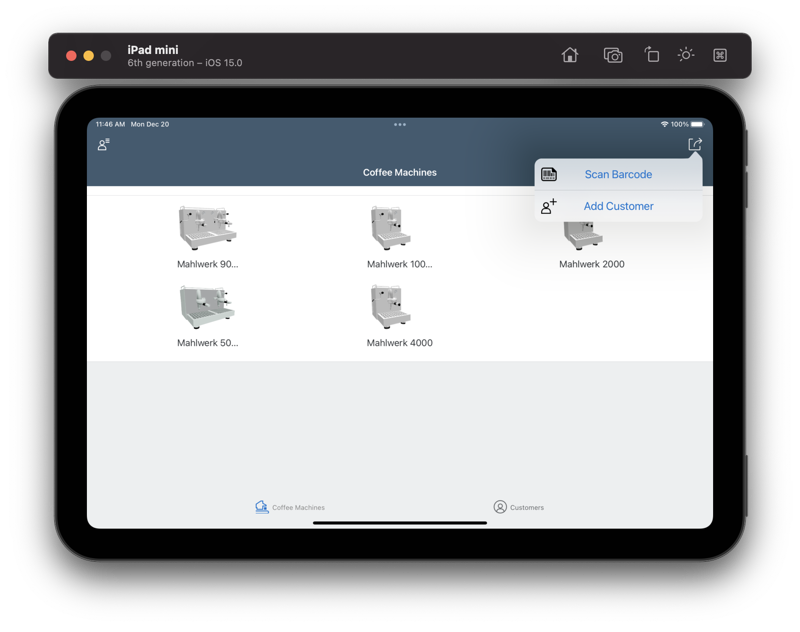 iPad mini
6th generation – iOS 15.0
11:46 AM Mon Dec 20
100%
Coffee Machines
Scan Barcode
Add Customer
Mahlwerk 90...
Mahlwerk 100...
Mahlwerk 2000
Mahlwerk 50...
Mahlwerk 4000
Coffee Machines
Customers